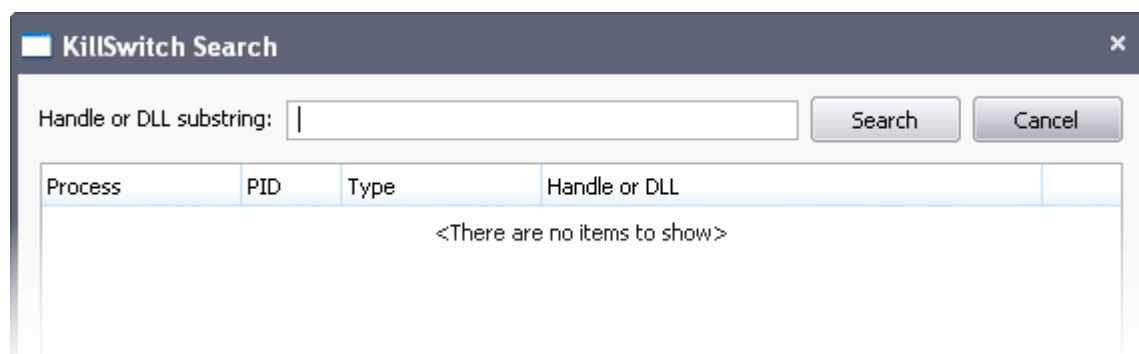 KillSwitch Search
Handle or DLL substring: Search Cancel
Process PID Type Handle or DLL
<There are no items to show>